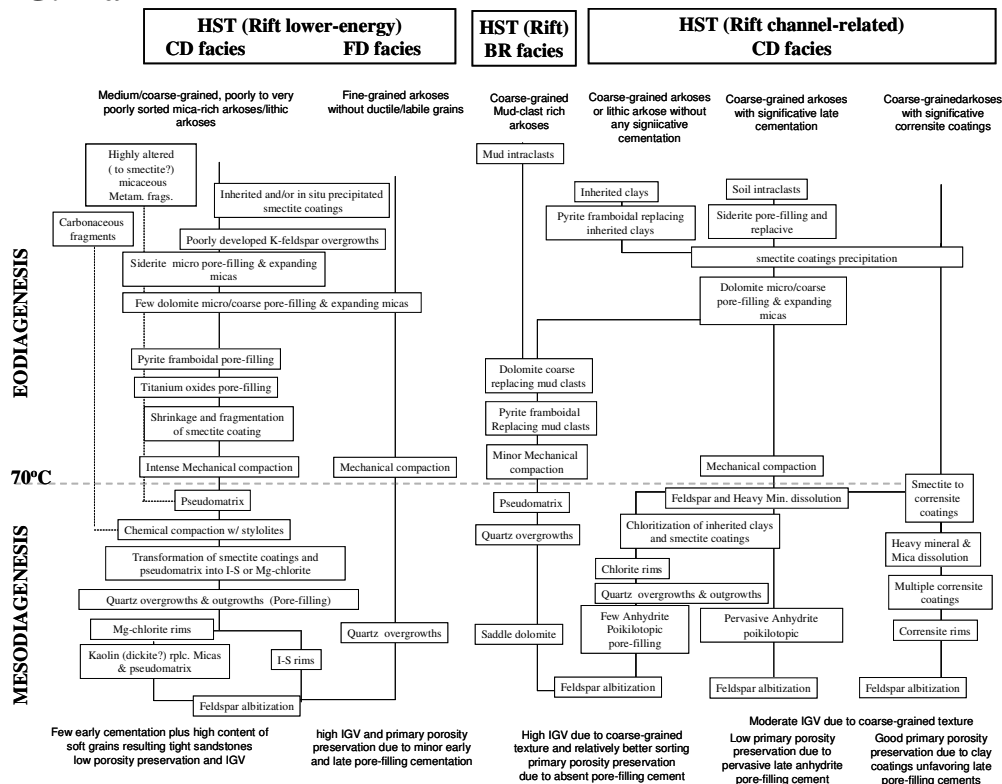 HST (Rift lower-energy)
CD facies
FD facies
HST (Rift)
BR facies
HST (Rift channel-related)
CD facies
Medium/coarse-grained, poorly to very
poorly sorted mica-rich arkoses/lithic
arkoses
Fine-grained arkoses
without ductile/labile grains
Coarse-grained
Mud-clast rich
arkoses
Coarse-grained arkoses
or lithic arkose without
any signiicative
cementation
Coarse-grained arkoses
with significative late
cementation
Coarse-grainedarkoses
with significative
corrensite coatings
EODIAGENESIS
70°C
MESODIAGENESIS
Highly altered
( to smectite?)
micaceous
Metam. frags.
Carbonaceous
fragments
Inherited and/or in situ precipitated
smectite coatings
Poorly developed K-feldspar overgrowths
Siderite micro pore-filling & expanding
micas
Few dolomite micro/coarse pore-filling & expanding micas
Pyrite framboidal pore-filling
Titanium oxides pore-filling
Shrinkage and fragmentation
of smectite coating
Intense Mechanical compaction
Mechanical compaction
Pseudomatrix
Chemical compaction w/ stylolites
Transformation of smectite coatings and
pseudomatrix into I-S or Mg-chlorite
Quartz overgrowths & outgrowths (Pore-filling)
Mg-chlorite rims
Kaolin (dickite?) rplc. Micas
& pseudomatrix
I-S rims
Quartz overgrowths
Feldspar albitization
Mud intraclasts
Dolomite coarse
replacing mud clasts
Pyrite framboidal
Replacing mud clasts
Minor Mechanical
compaction
Pseudomatrix
Quartz overgrowths
Saddle dolomite
Inherited clays
Pyrite framboidal replacing
inherited clays
Soil intraclasts
Siderite pore-filling and
replacive
smectite coatings precipitation
Dolomite micro/coarse
pore-filling & expanding
micas
Mechanical compaction
Feldspar and Heavy Min. dissolution
Smectite to
corrensite
coatings
Chloritization of inherited clays
and smectite coatings
Heavy mineral &
Mica dissolution
Chlorite rims
Quartz overgrowths & outgrowths
Multiple corrensite
coatings
Few Anhydrite
Poikilotopic
pore-filling
Pervasive Anhydrite
poikilotopic
Corrensite rims
Feldspar albitization
Feldspar albitization
Feldspar albitization
Few early cementation plus high content of
soft grains resulting tight sandstones
low porosity preservation and IGV
high IGV and primary porosity
preservation due to minor early
and late pore-filling cementation
High IGV due to coarse-grained
texture and relatively better sorting
primary porosity preservation
due to absent pore-filling cement
Moderate IGV due to coarse-grained texture
Low primary porosity
preservation due to
pervasive late anhydrite
pore-filling cement
Good primary porosity
preservation due to clay
coatings unfavoring late
pore-filling cements